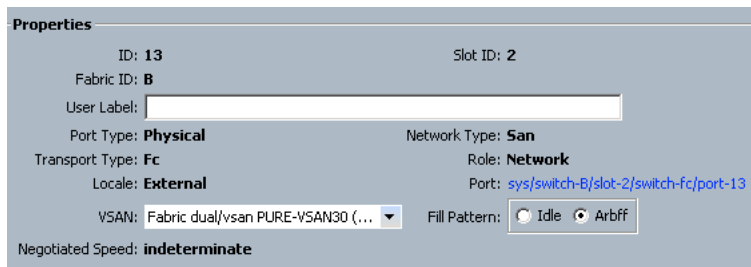 Properties
ID: 13 Slot ID: 2
Fabric ID: B
User Label:
Port Type: Physical Network Type: San
Transport Type: Fc Role: Network
Locale: External Port: sys/switch-B/slot-2/switch-fc/port-13
VSAN: Fabric dual/vsan PURE-VSAN30 (... Fill Pattern: Idle Arbff
Negotiated Speed: indeterminate